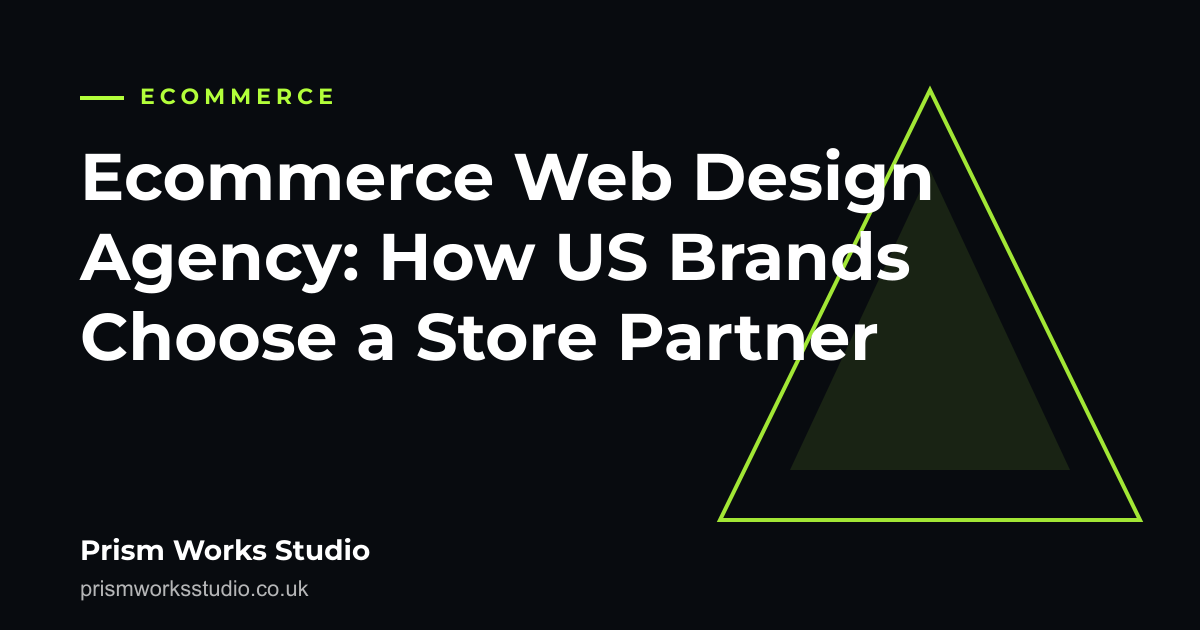 ECOMMERCE
Ecommerce Web Design
Agency: How US Brands
Choose a Store Partner
Prism Works Studio
prismworksstudio.co.uk